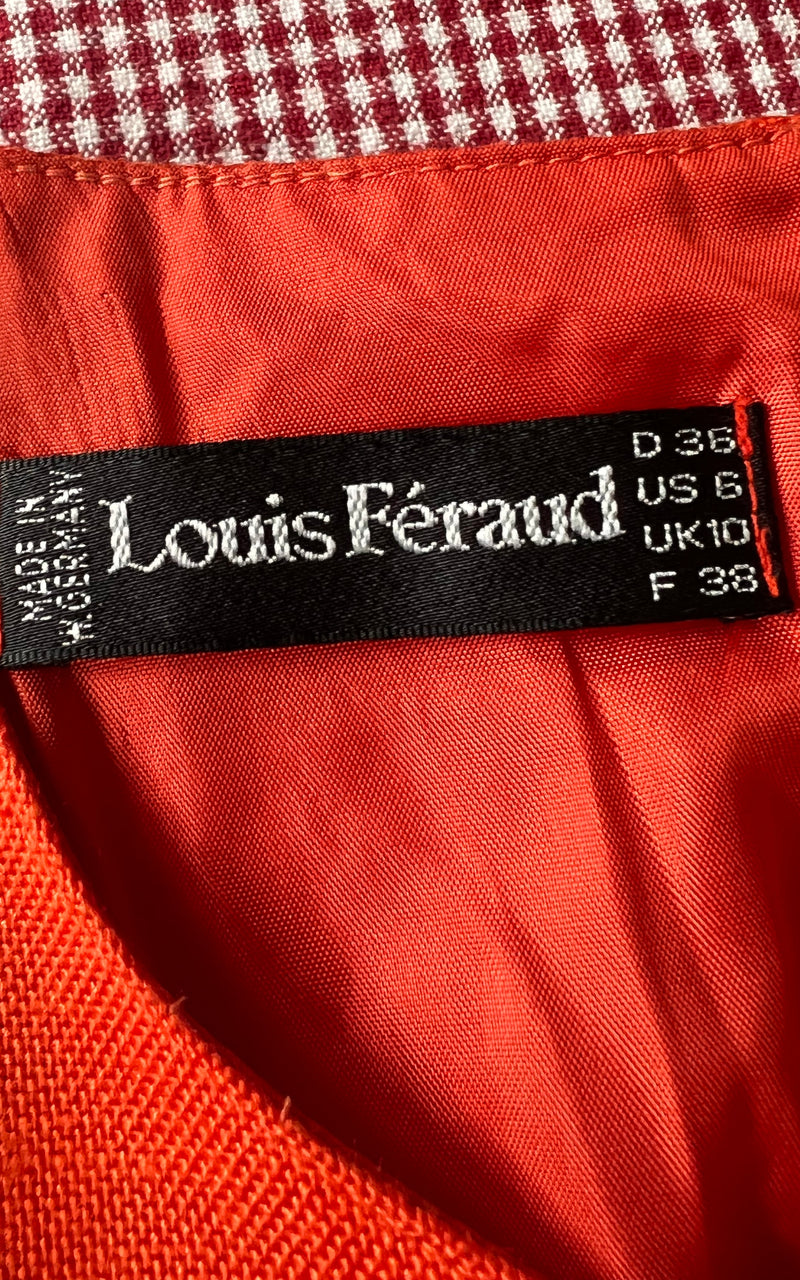 MADE IN
W.GERMANY
Louis Féraud
D 36
US 6
UK10
F 38